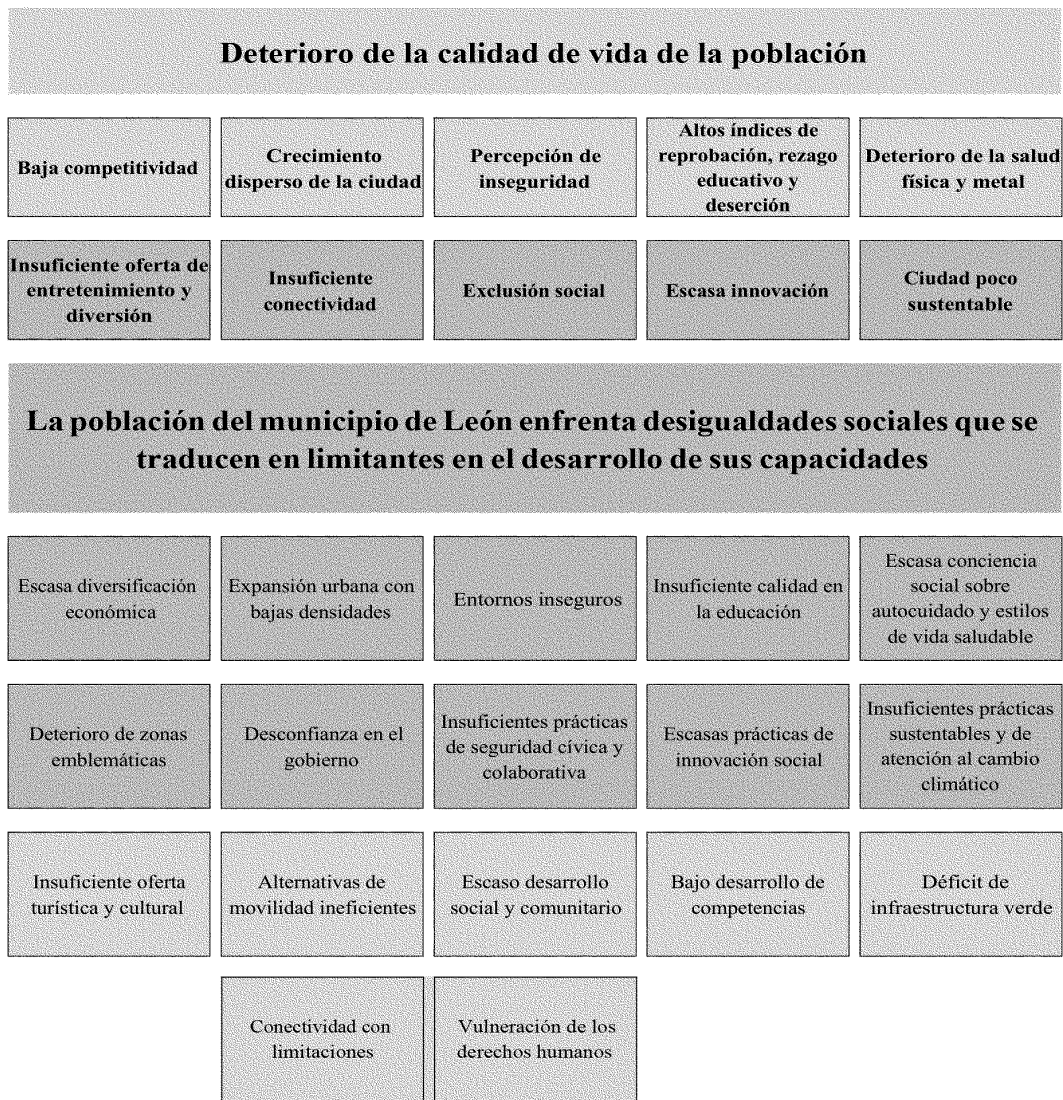 Deterioro de la calidad de vida de la población
Baja competitividad
Crecimiento
disperso de la ciudad
Percepción de
inseguridad
Altos índices de
reprobación, rezago
educativo y
deserción
Deterioro de la salud
física y metal
Insuficiente oferta de
entretenimiento y
diversión
Insuficiente
conectividad
Exclusión social
Escasa innovación
Ciudad poco
sustentable
La población del municipio de León enfrenta desigualdades sociales que se
traducen en limitantes en el desarrollo de sus capacidades
Escasa diversificación
económica
Expansión urbana con
bajas densidades
Entornos inseguros
Insuficiente calidad en
la educación
Escasa conciencia
social sobre
autocuidado y estilos
de vida saludable
Deterioro de zonas
emblemáticas
Desconfianza en el
gobierno
Insuficientes prácticas
de seguridad cívica y
colaborativa
Escasas prácticas de
innovación social
Insuficientes prácticas
sustentables y de
atención al cambio
climático
Insuficiente oferta
turística y cultural
Alternativas de
movilidad ineficientes
Escaso desarrollo
social y comunitario
Bajo desarrollo de
competencias
Déficit de
infraestructura verde
Conectividad con
limitaciones
Vulneración de los
derechos humanos